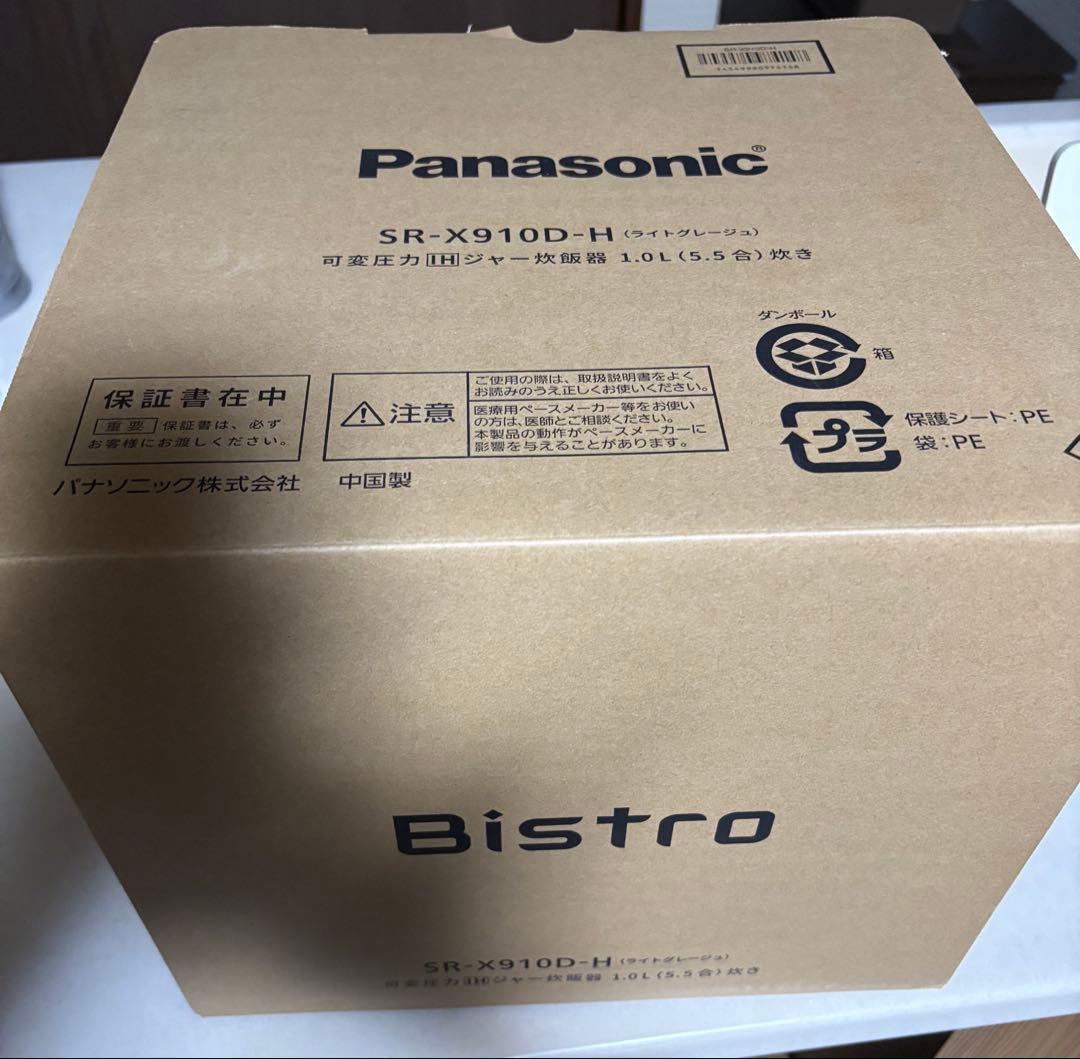 SR-X910D-H
Panasonic®
SR-X910D-H（ライトグレージュ）
可変圧力IHジャー炊飯器 1.0L（5.5合）炊き
ダンボール
箱
プラ
保護シート:PE
袋:PE
保証書在中
重要 保証書は、必ず
お客様にお渡しください。
注意
ご使用の際は、取扱説明書をよく
お読みのうえ正しくお使いください。
医療用ペースメーカー等をお使い
の方は、医師とご相談ください。
本製品の動作がペースメーカーに
影響を与えることがあります。
パナソニック株式会社 中国製
Bistro
SR-X910D-H（ライトグレージュ）
可変圧力IHジャー炊飯器 1.0L（5.5合）炊き